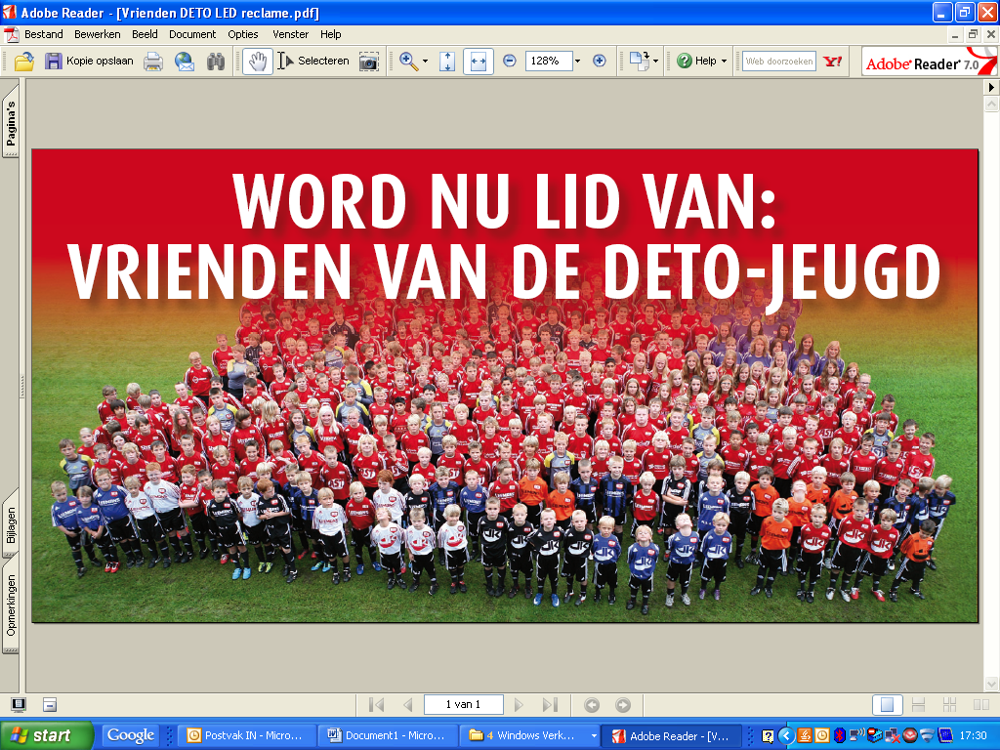 Adobe Reader - [Vrienden DETO LED reclame.pdf]
Bestand Bewerken Beeld Document Opties Venster Help
Kopie opslaan Selecteren 128% Help Web doorzoeken Y! Adobe Reader 7.0
Pagina's
WORD NU LID VAN:
VRIENDEN VAN DE DETO-JEUGD
Bijlagen
Opmerkingen
1 van 1
start Google Postvak IN - Micro... Document1 - Micros... 4 Windows Verk... Adobe Reader - [V... 17:30